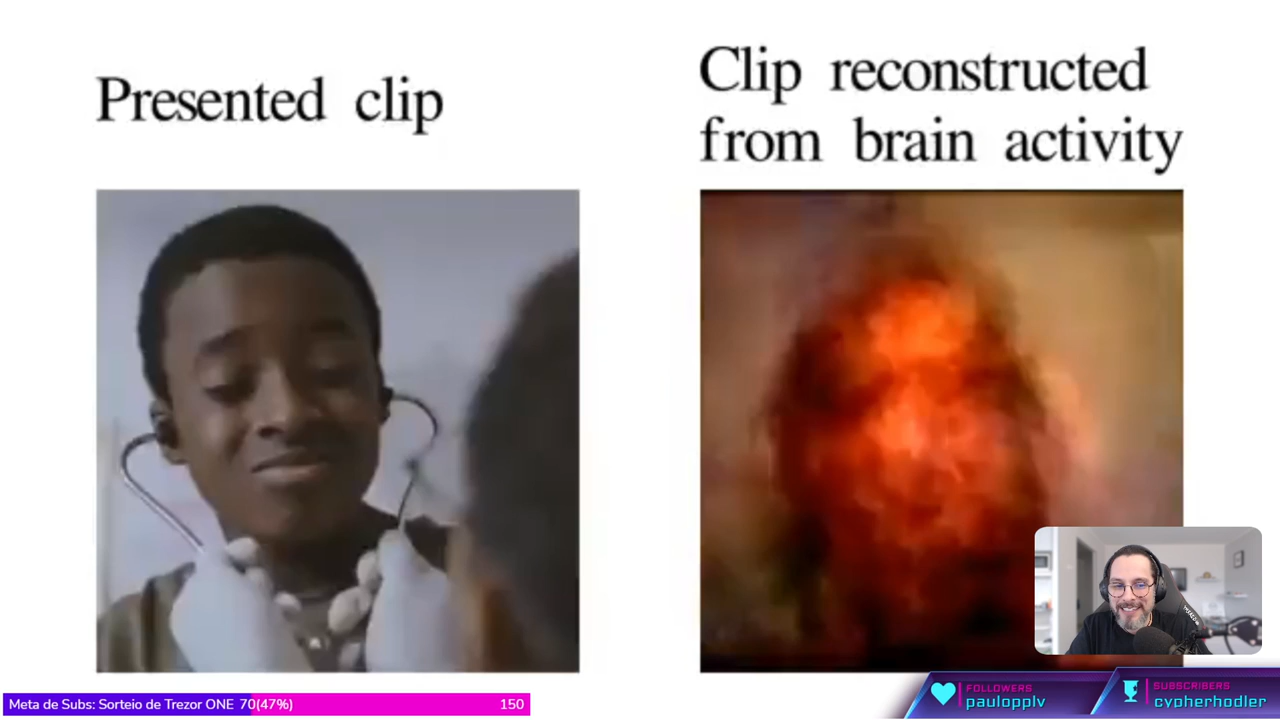 Presented clip
Clip reconstructed
from brain activity
Meta de Subs: Sorteio de Trezor ONE 70(47%) 150
FOLLOWERS
paulopplv
SUBSCRIBERS
cypherhodler